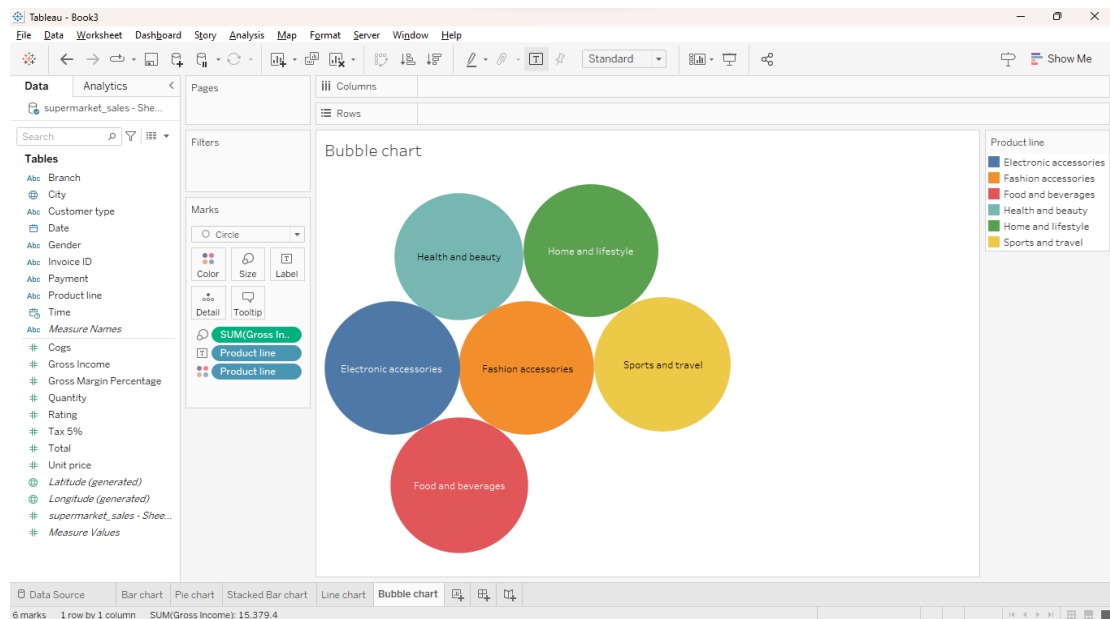 Tableau - Book3
File Data Worksheet Dashboard Story Analysis Map Format Server Window Help
Standard
Show Me
Data Analytics
supermarket_sales - She...
Search
Tables
Abc Branch
City
Abc Customer type
Date
Abc Gender
Abc Invoice ID
Abc Payment
Abc Product line
Time
Abc Measure Names
# Cogs
# Gross Income
# Gross Margin Percentage
# Quantity
# Rating
# Tax 5%
# Total
# Unit price
Latitude (generated)
Longitude (generated)
# supermarket_sales - Shee...
# Measure Values
Pages
Filters
Marks
Circle
Color Size Label
Detail Tooltip
SUM(Gross In..
Product line
Product line
Columns
Rows
Bubble chart
Health and beauty
Home and lifestyle
Electronic accessories
Fashion accessories
Sports and travel
Food and beverages
Product line
Electronic accessories
Fashion accessories
Food and beverages
Health and beauty
Home and lifestyle
Sports and travel
Data Source Bar chart Pie chart Stacked Bar chart Line chart Bubble chart
6 marks 1 row by 1 column SUM(Gross Income): 15,379.4